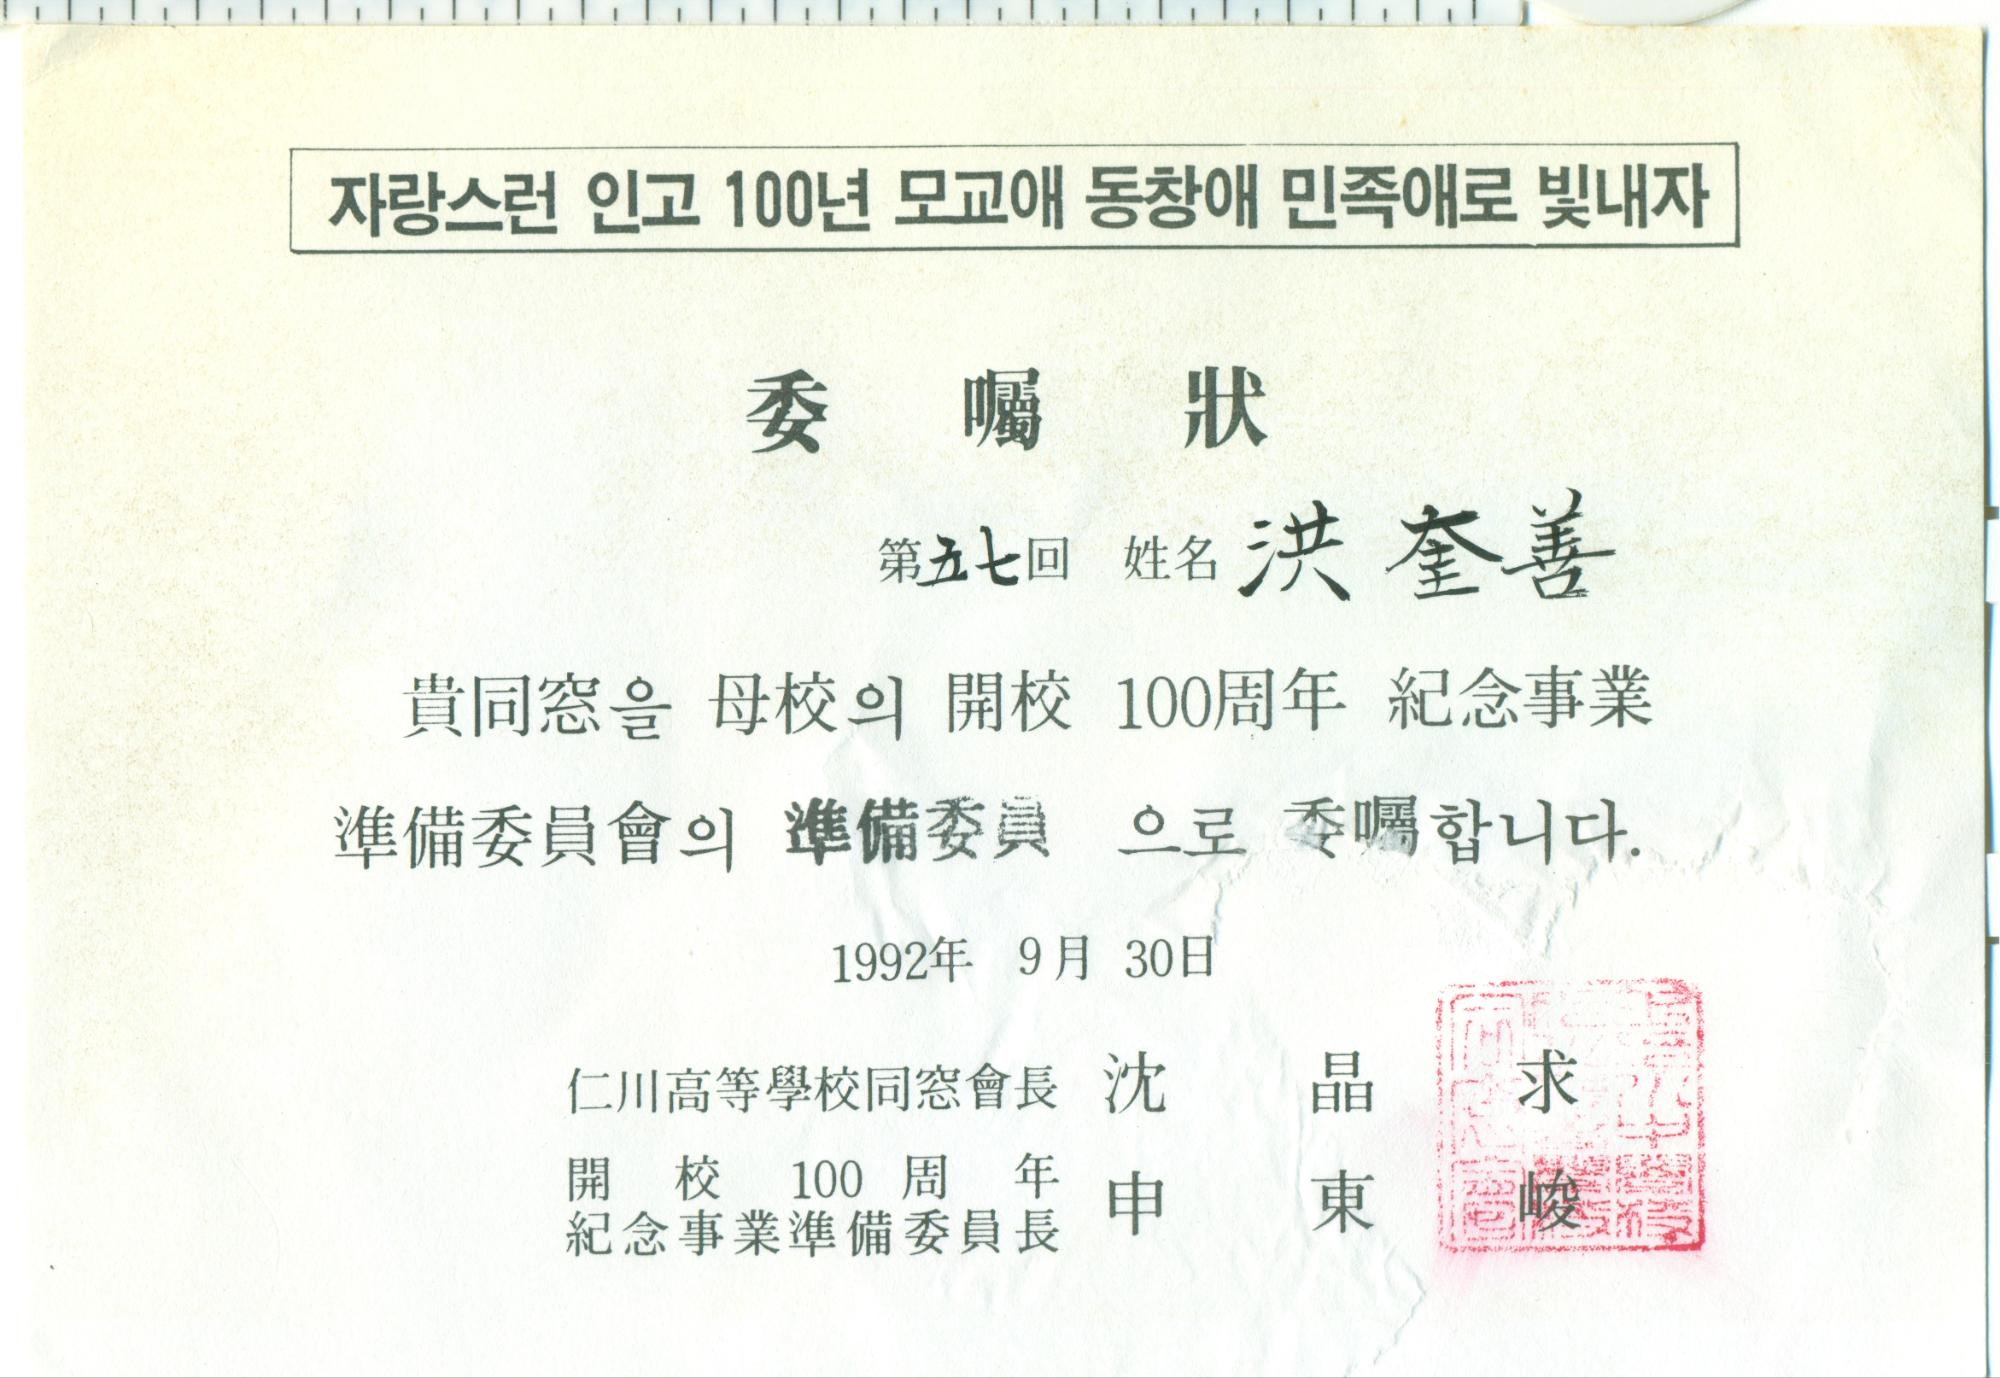 자랑스런 인고 100년 모교애 동창애 민족애로 빛내자
委 囑 狀
第五七回 姓名 洪奎善
貴同窓을 母校의 開校 100周年 紀念事業
準備委員會의 準備委員 으로 委囑합니다.
1992年 9月 30日
仁川高等學校同窓會長 沈 晶 求
開 校 100 周 年
紀念事業準備委員長 申 東 峻